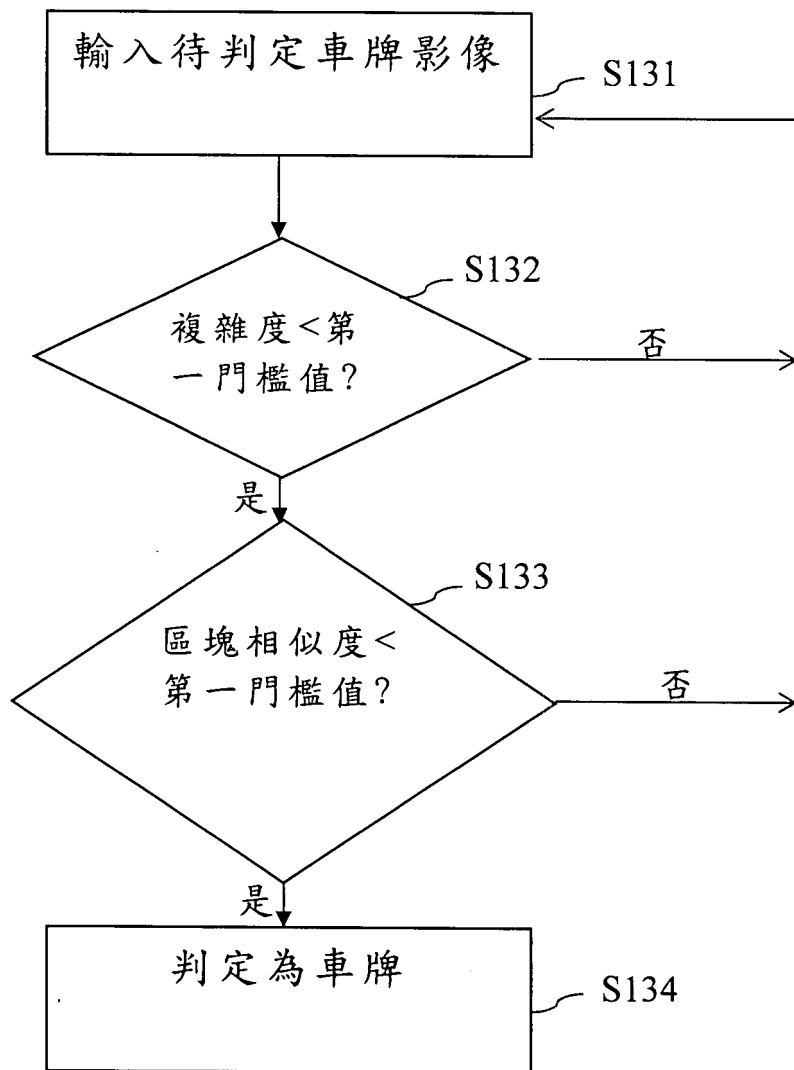 輸入待判定車牌影像
S131
S132
複雜度<第
一門檻值?
否
是
S133
區塊相似度<
第一門檻值?
否
是
判定為車牌
S134